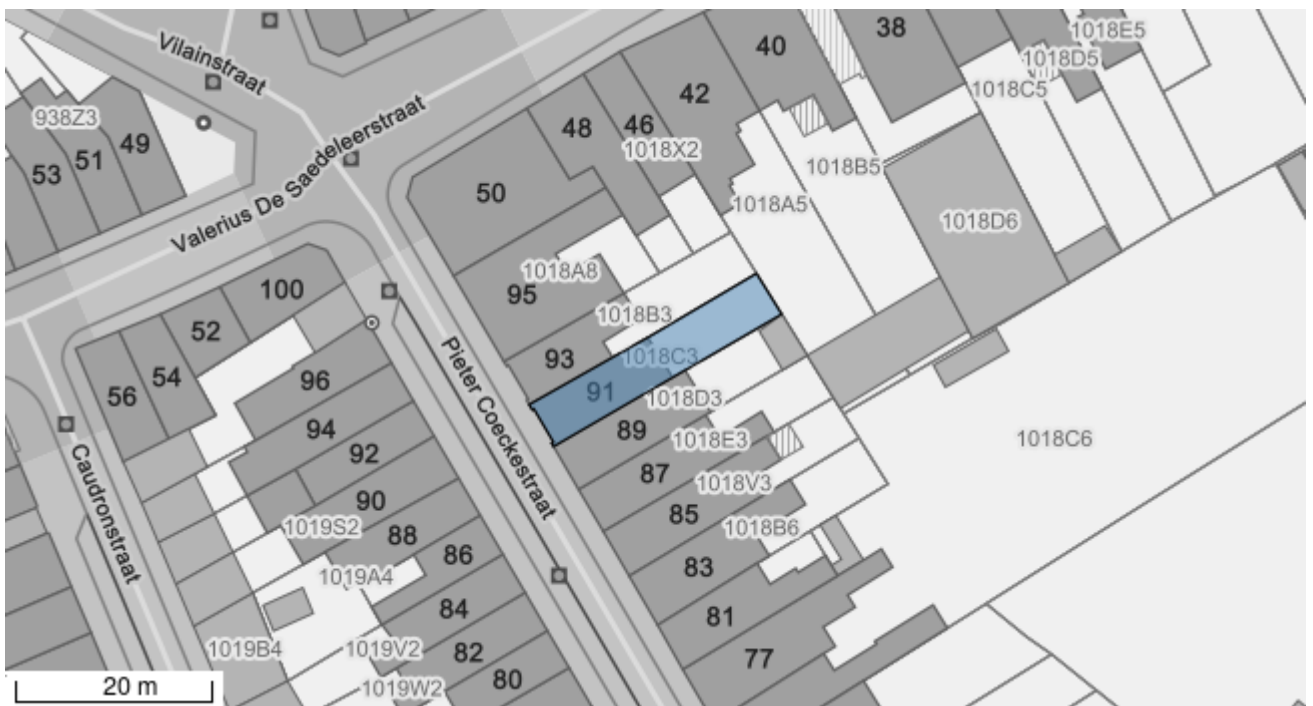 38
1018E5
40
1018D5
Vilainstraat
1018C5
42
938Z3
48
46
49
1018X2
51
53
1018B5
50
Valerius De Saedeleerstraat
1018A5
1018D6
1018A8
100
95
1018B3
52
1018C3
93
54
96
91
56
1018D3
Pieter Coeckestraat
94
89
1018E3
1018C6
92
87
1018V3
Caudronstraat
90
85
1018B6
1019S2
88
86
83
1019A4
84
81
1019B4
1019V2
82
77
80
1019W2
20 m